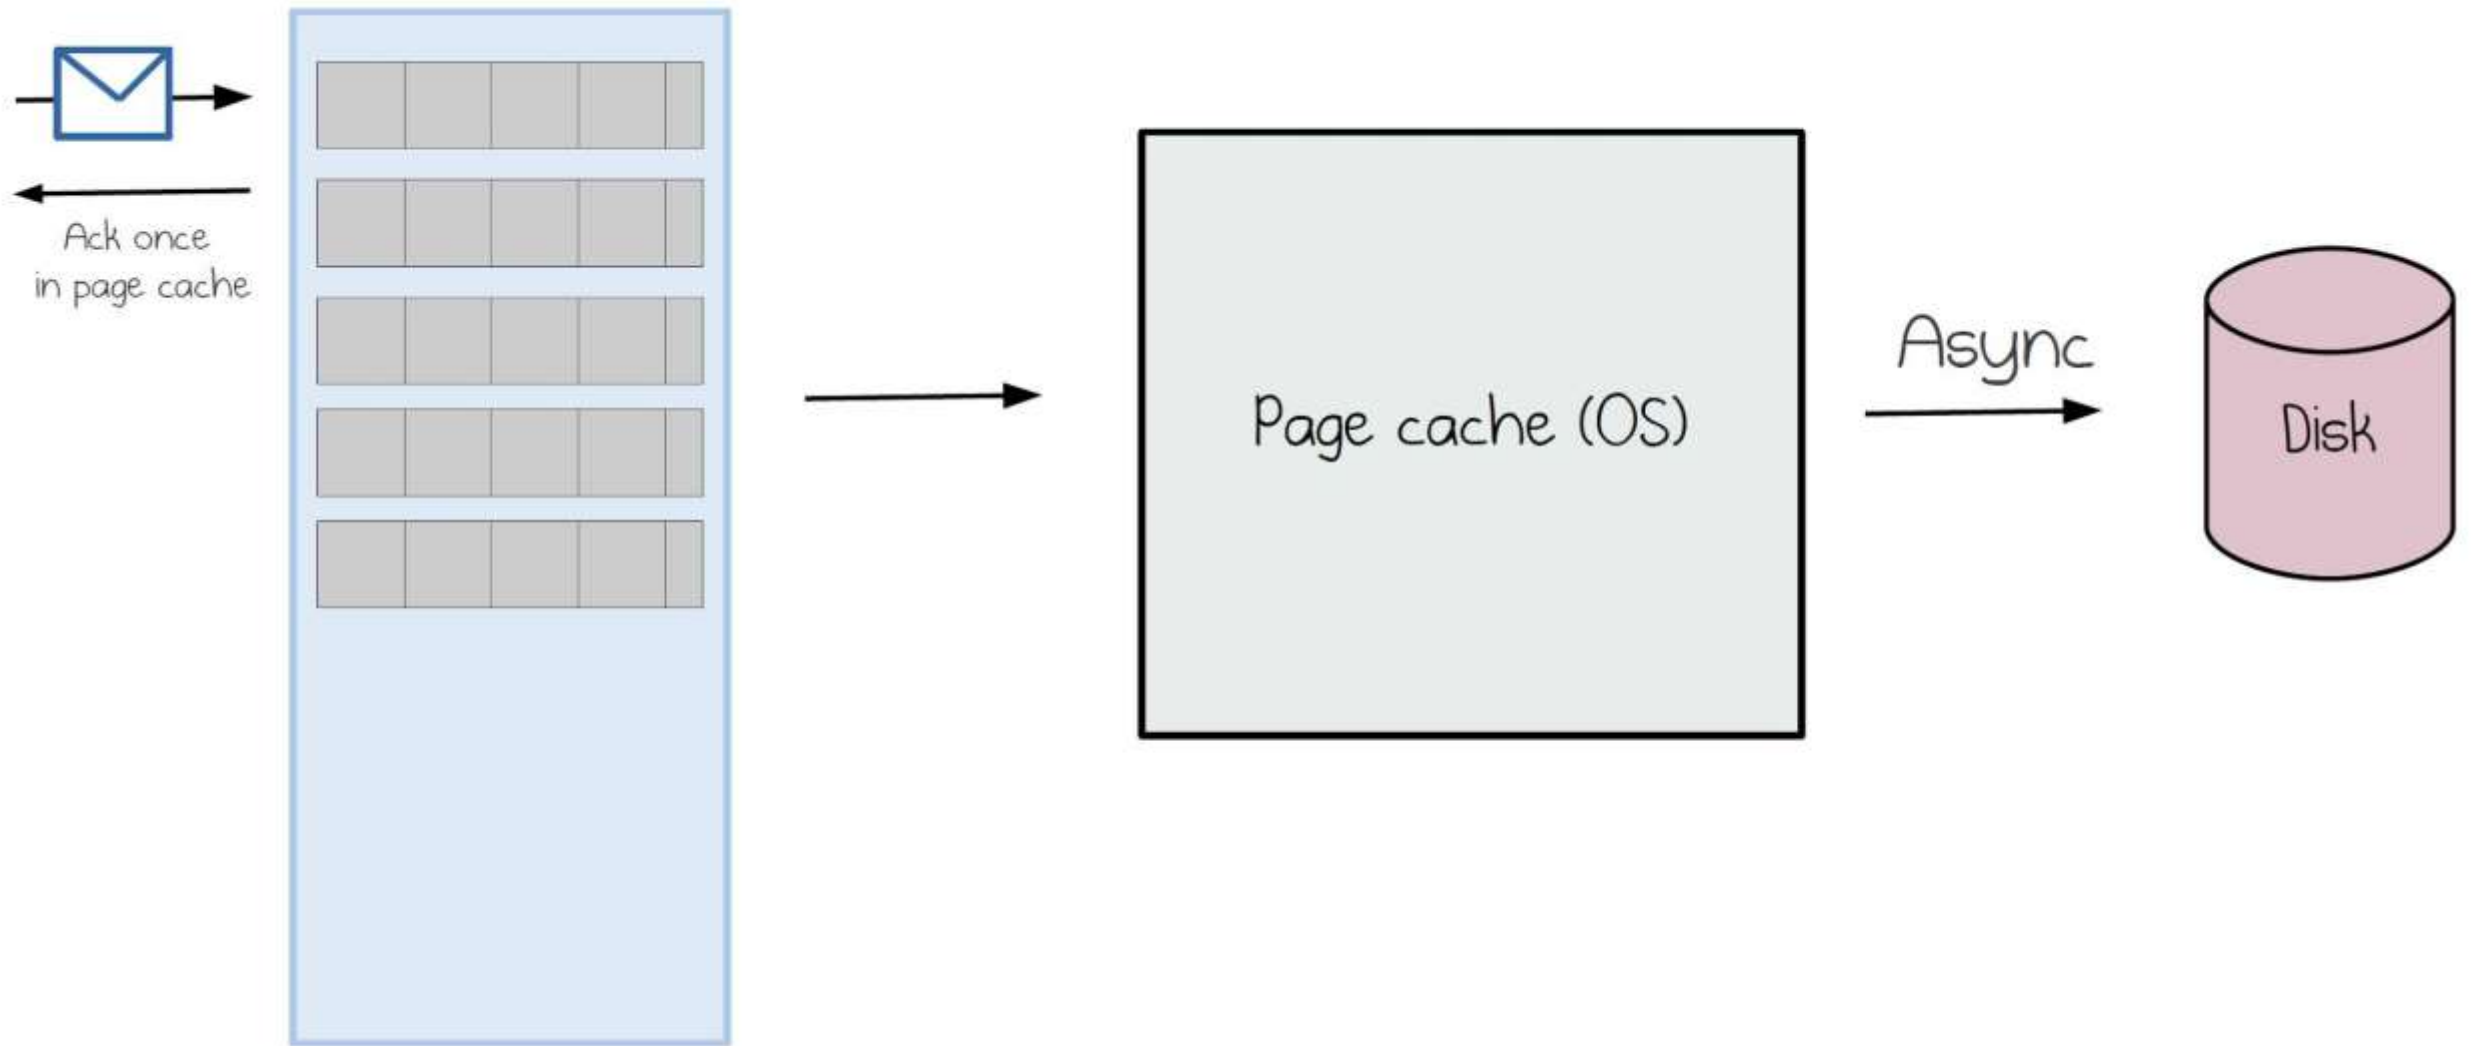 Ack once
in page cache
Page cache (OS)
Async
Disk